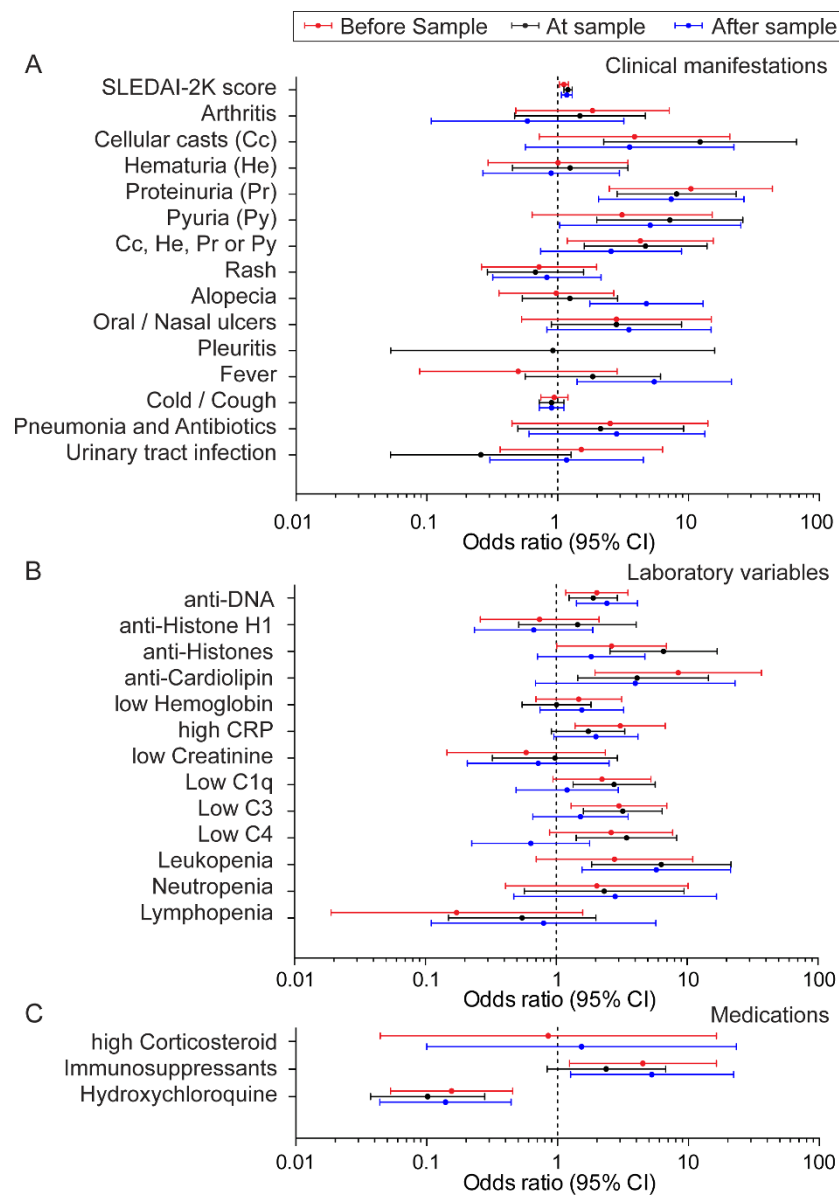 Before Sample At sample After sample
A Clinical manifestations
SLEDAI-2K score
Arthritis
Cellular casts (Cc)
Hematuria (He)
Proteinuria (Pr)
Pyuria (Py)
Cc, He, Pr or Py
Rash
Alopecia
Oral / Nasal ulcers
Pleuritis
Fever
Cold / Cough
Pneumonia and Antibiotics
Urinary tract infection
0.01 0.1 1 10 100
Odds ratio (95% CI)
B Laboratory variables
anti-DNA
anti-Histone H1
anti-Histones
anti-Cardiolipin
low Hemoglobin
high CRP
low Creatinine
Low C1q
Low C3
Low C4
Leukopenia
Neutropenia
Lymphopenia
0.01 0.1 1 10 100
Odds ratio (95% CI)
C Medications
high Corticosteroid
Immunosuppressants
Hydroxychloroquine
0.01 0.1 1 10 100
Odds ratio (95% CI)